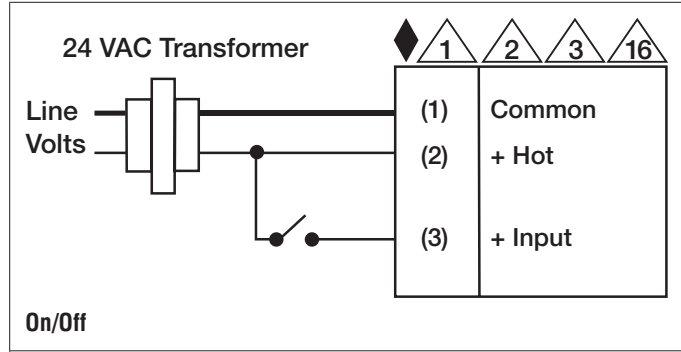 24 VAC Transformer
1 2 3 16
Line
Volts
(1) Common
(2) + Hot
(3) + Input
On/Off